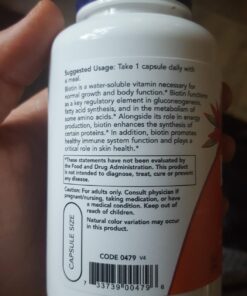 Suggested Usage: Take 1 capsule daily with
a meal.
Biotin is a water-soluble vitamin necessary for
normal growth and body function.* Biotin functions
as a key regulatory element in gluconeogenesis,
fatty acid synthesis, and in the metabolism of
some amino acids.* Alongside its role in energy
production, biotin enhances the synthesis of
certain proteins.* In addition, biotin promotes
healthy immune system function and plays a
critical role in skin health.*
*These statements have not been evaluated by
the Food and Drug Administration. This product
is not intended to diagnose, treat, cure or prevent
any disease.
Caution: For adults only. Consult physician if
pregnant/nursing, taking medication, or have
a medical condition. Keep out of
reach of children.
Natural color variation may occur
in this product.
CAPSULE SIZE
CODE 0479 V4
7 33739 00479 6